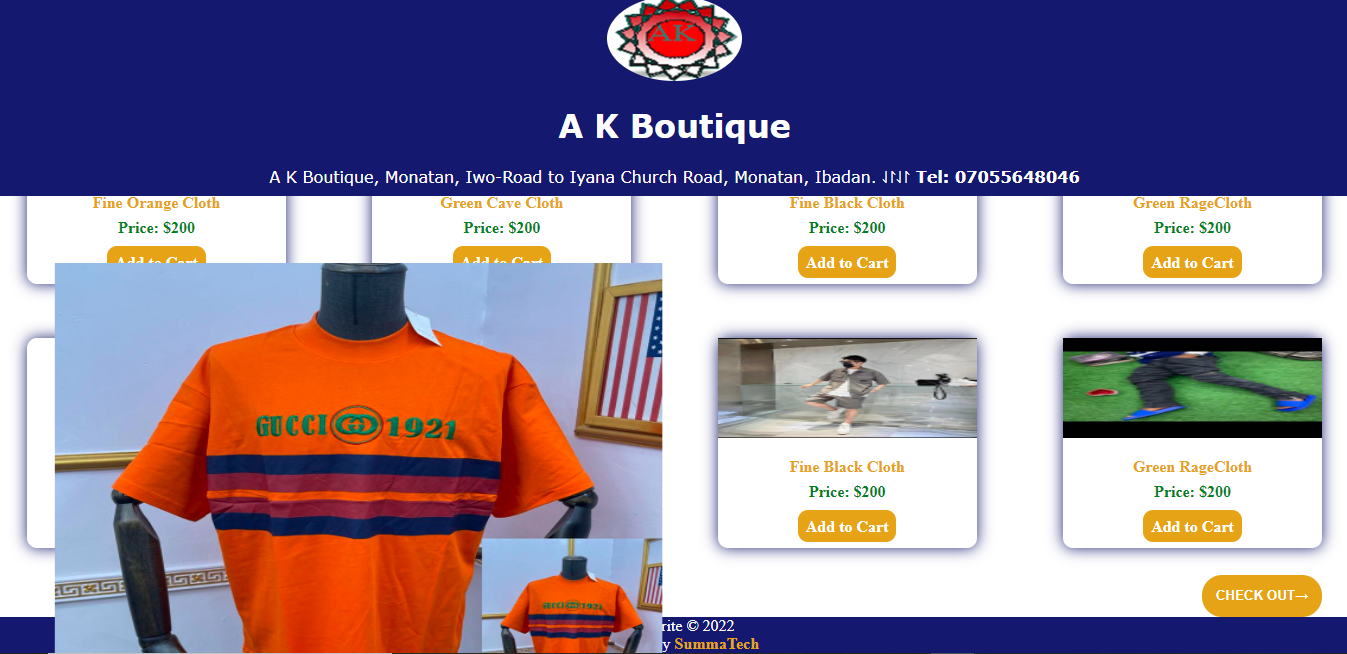 AK
A K Boutique
A K Boutique, Monatan, Iwo-Road to Iyana Church Road, Monatan, Ibadan. Tel: 07055648046
Fine Orange Cloth Green Cave Cloth Fine Black Cloth Green RageCloth
Price: $200 Price: $200 Price: $200 Price: $200
Add to Cart Add to Cart Add to Cart Add to Cart
GUCCI GG 1921
Fine Black Cloth Green RageCloth
Price: $200 Price: $200
Add to Cart Add to Cart
GUCCI 1921
CHECK OUT→
rite © 2022
y SummaTech